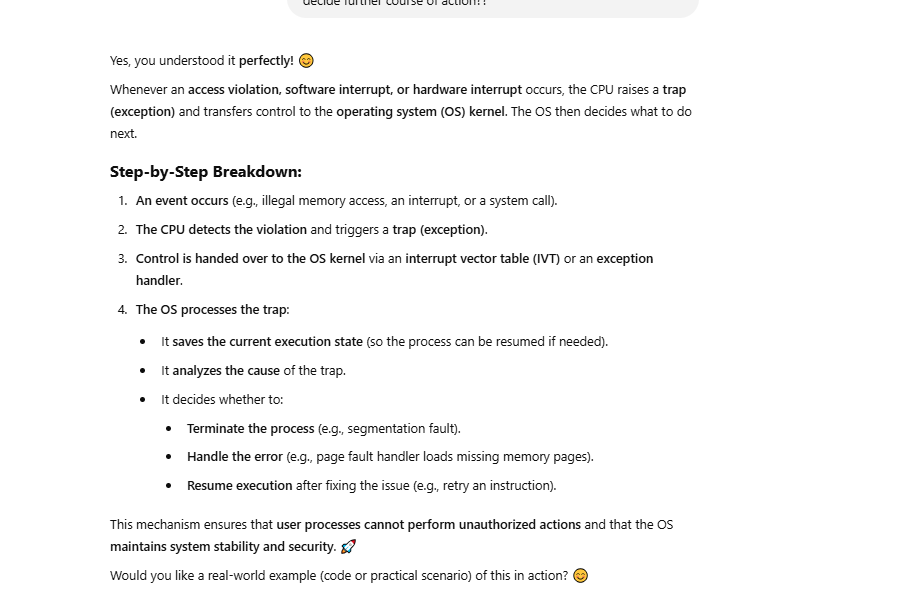 decide further course of action!!
Yes, you understood it perfectly! 😊
Whenever an access violation, software interrupt, or hardware interrupt occurs, the CPU raises a trap
(exception) and transfers control to the operating system (OS) kernel. The OS then decides what to do
next.
Step-by-Step Breakdown:
1. An event occurs (e.g., illegal memory access, an interrupt, or a system call).
2. The CPU detects the violation and triggers a trap (exception).
3. Control is handed over to the OS kernel via an interrupt vector table (IVT) or an exception
handler.
4. The OS processes the trap:
• It saves the current execution state (so the process can be resumed if needed).
• It analyzes the cause of the trap.
• It decides whether to:
• Terminate the process (e.g., segmentation fault).
• Handle the error (e.g., page fault handler loads missing memory pages).
• Resume execution after fixing the issue (e.g., retry an instruction).
This mechanism ensures that user processes cannot perform unauthorized actions and that the OS
maintains system stability and security. 🚀
Would you like a real-world example (code or practical scenario) of this in action? 😊